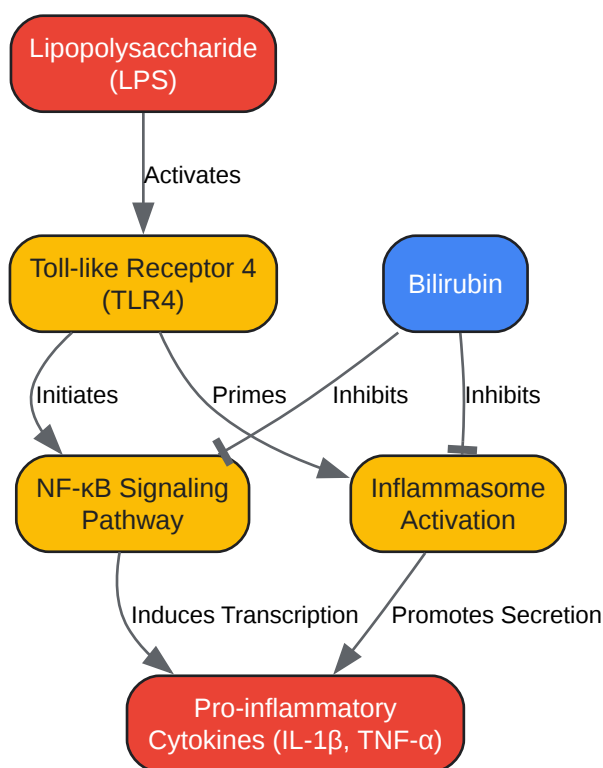 Lipopolysaccharide
(LPS)
Activates
Toll-like Receptor 4
(TLR4)
Bilirubin
Initiates
Primes
Inhibits
Inhibits
NF-κB Signaling
Pathway
Inflammasome
Activation
Induces Transcription
Promotes Secretion
Pro-inflammatory
Cytokines (IL-1β, TNF-α)